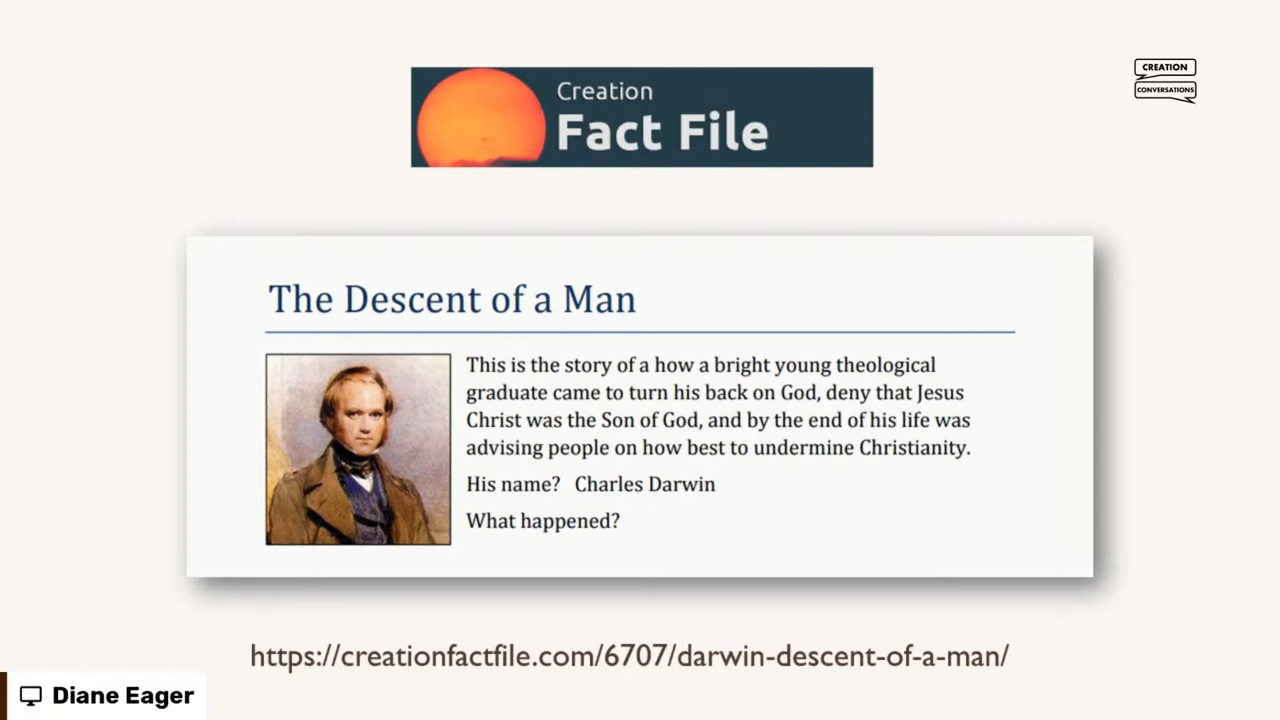 CREATION
CONVERSATIONS
Creation
Fact File
The Descent of a Man
This is the story of a how a bright young theological
graduate came to turn his back on God, deny that Jesus
Christ was the Son of God, and by the end of his life was
advising people on how best to undermine Christianity.
His name? Charles Darwin
What happened?
https://creationfactfile.com/6707/darwin-descent-of-a-man/
Diane Eager